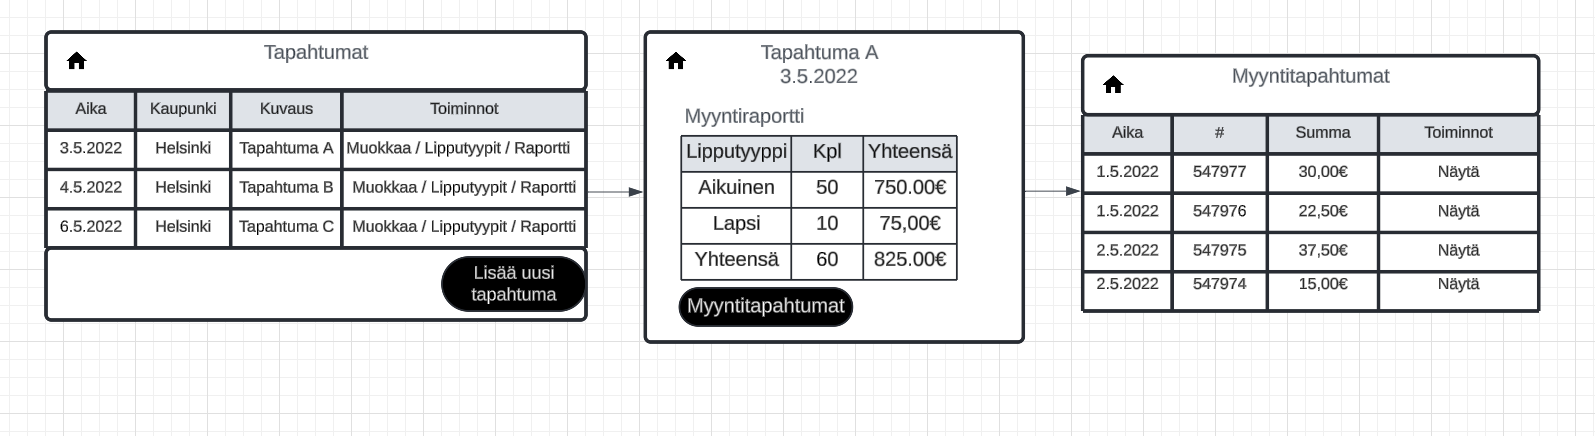 Tapahtumat
Aika Kaupunki Kuvaus Toiminnot
3.5.2022 Helsinki Tapahtuma A Muokkaa / Lipputyypit / Raportti
4.5.2022 Helsinki Tapahtuma B Muokkaa / Lipputyypit / Raportti
6.5.2022 Helsinki Tapahtuma C Muokkaa / Lipputyypit / Raportti
Lisää uusi
tapahtuma
Tapahtuma A
3.5.2022
Myyntiraportti
Lipputyyppi Kpl Yhteensä
Aikuinen 50 750.00€
Lapsi 10 75,00€
Yhteensä 60 825.00€
Myyntitapahtumat
Myyntitapahtumat
Aika # Summa Toiminnot
1.5.2022 547977 30,00€ Näytä
1.5.2022 547976 22,50€ Näytä
2.5.2022 547975 37,50€ Näytä
2.5.2022 547974 15,00€ Näytä